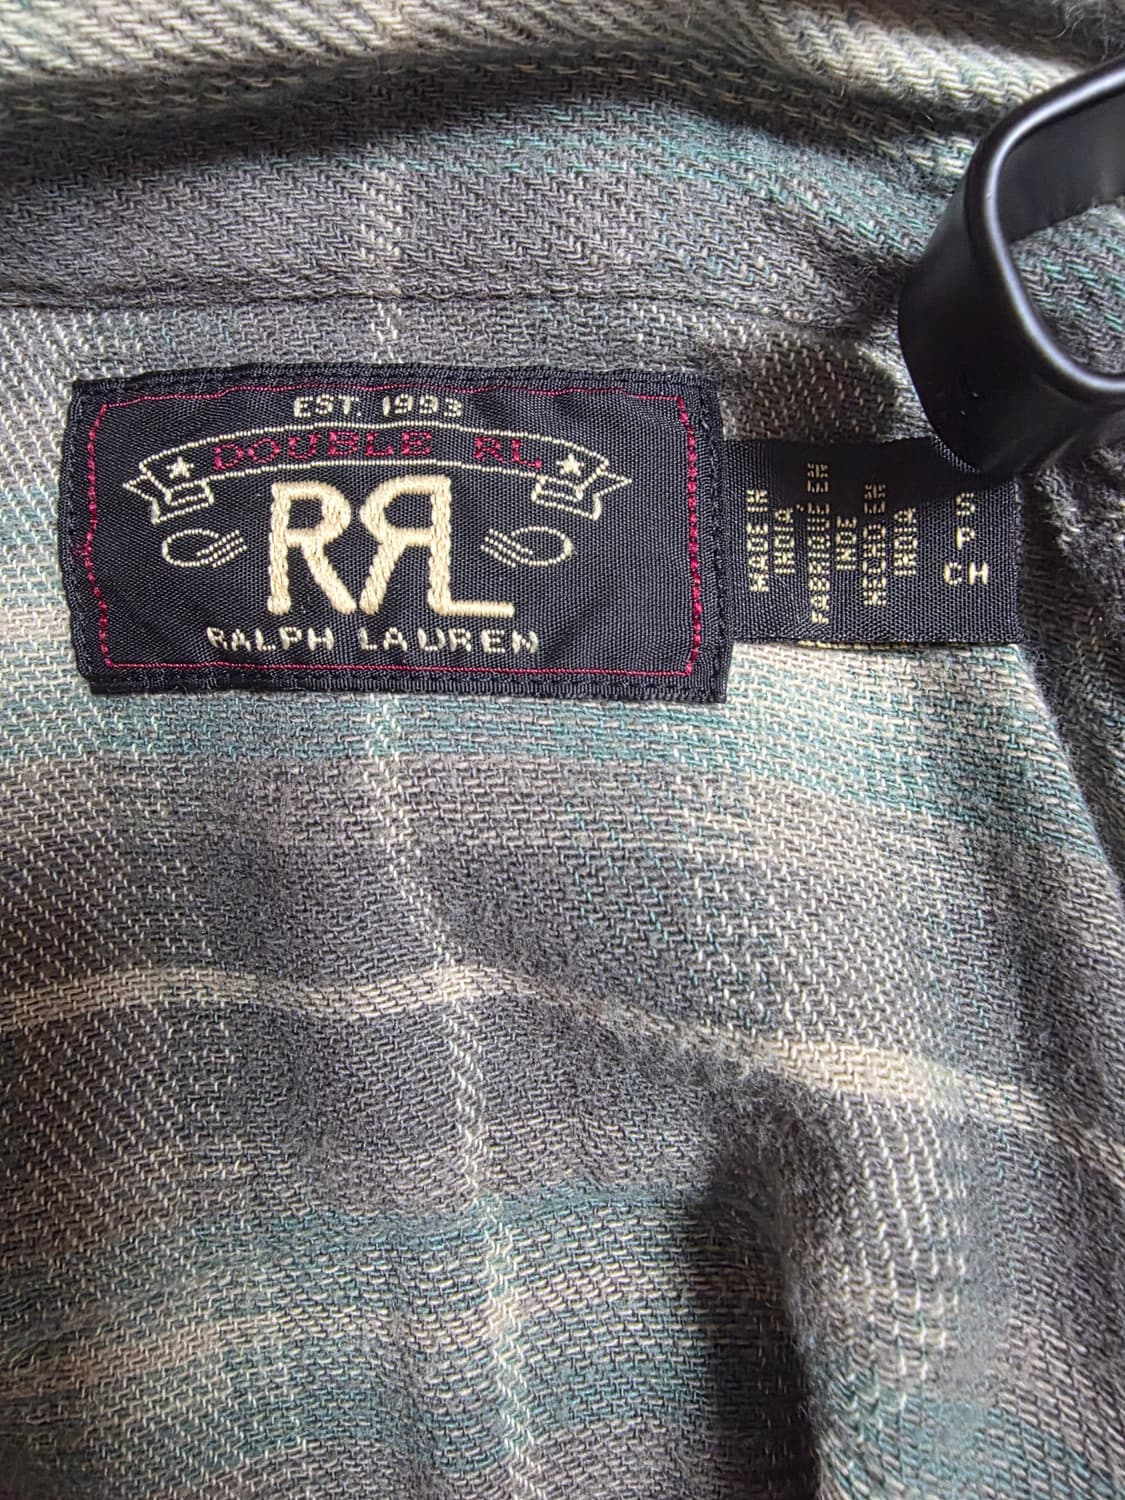 EST. 1993
DOUBLE RL
RRL
RALPH LAUREN
MADE IN
INDIA
FABRIQUÉ EN
INDE
HECHO EN
INDIA
S
P
CH